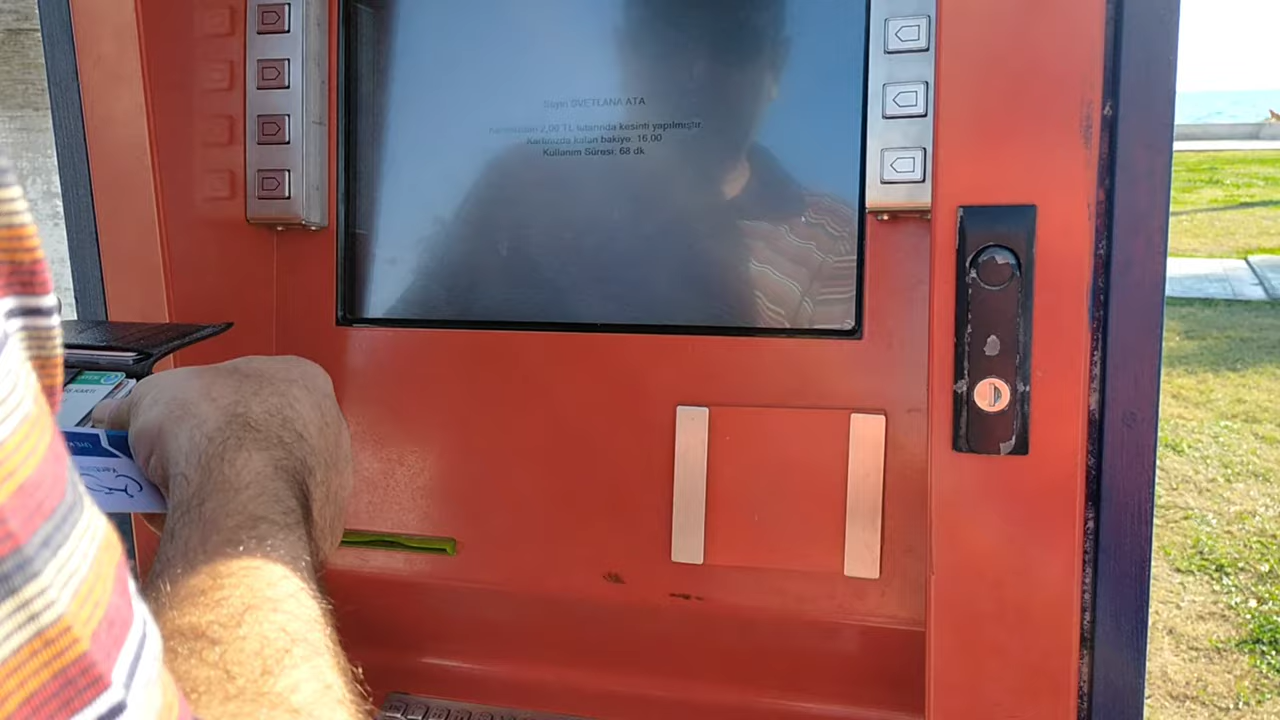 Sayın SVETLANA ATA
Kartınızdan 2,00 TL tutarında kesinti yapılmıştır.
Kartınızda kalan bakiye: 16,00
Kullanım Süresi: 68 dk
KARTI